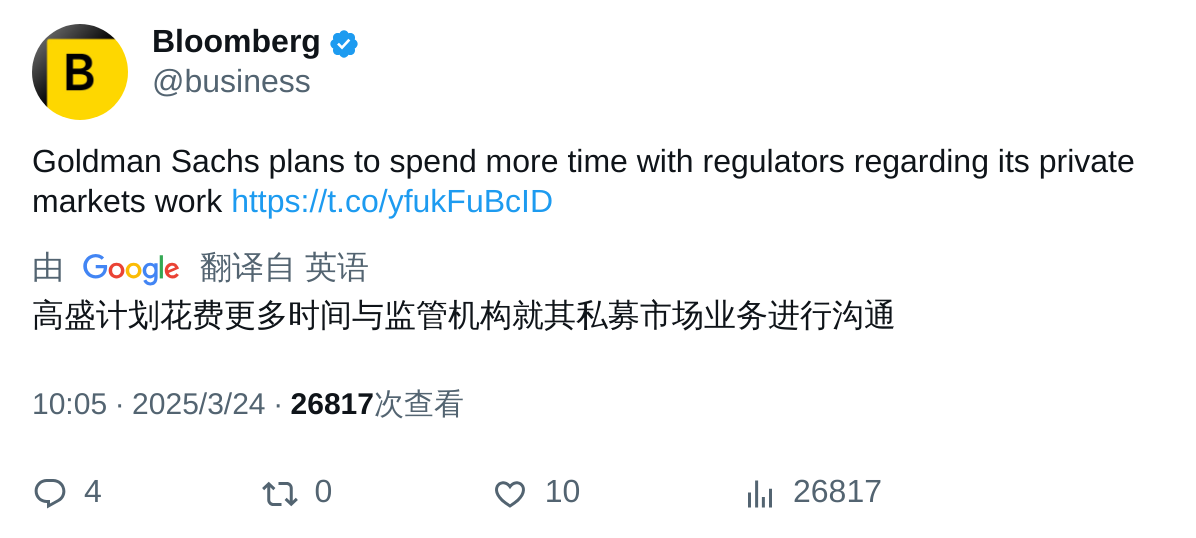 B
Bloomberg
@business
Goldman Sachs plans to spend more time with regulators regarding its private
markets work https://t.co/yfukFuBcID
由 Google 翻译自 英语
高盛计划花费更多时间与监管机构就其私募市场业务进行沟通
10:05 · 2025/3/24 · 26817次查看
4 0 10 26817